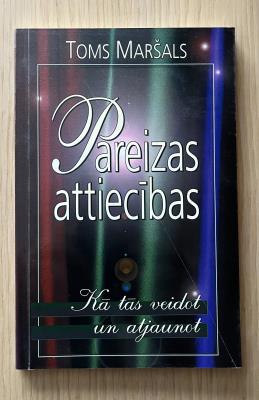 TOMS MARŠALS
Pareizas
attiecības
Kā tās veidot
un atjaunot